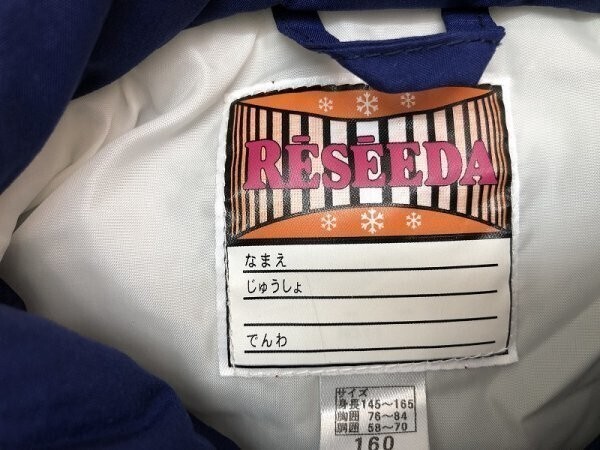 RĒSĒEDA
なまえ
じゅうしょ
でんわ
サイズ
身長145～165
胸囲 76～84
胴囲 58～70
160